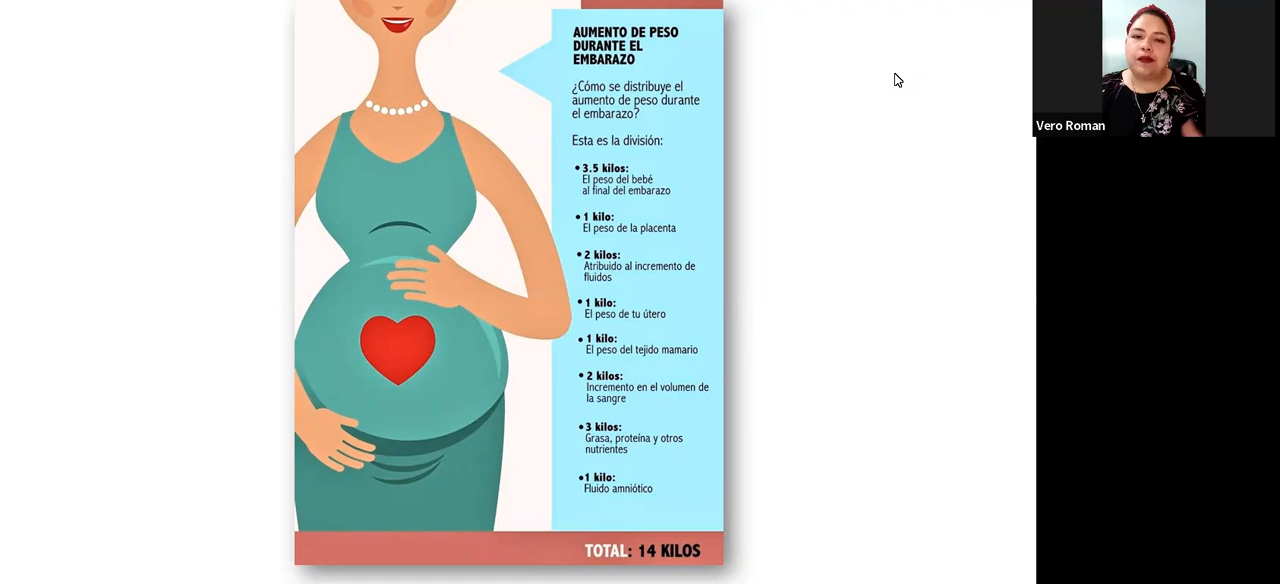 AUMENTO DE PESO
DURANTE EL
EMBARAZO
¿Cómo se distribuye el
aumento de peso durante
el embarazo?
Esta es la división:
• 3.5 kilos:
El peso del bebé
al final del embarazo
• 1 kilo:
El peso de la placenta
• 2 kilos:
Atribuido al incremento de
fluidos
• 1 kilo:
El peso de tu útero
• 1 kilo:
El peso del tejido mamario
• 2 kilos:
Incremento en el volumen de
la sangre
• 3 kilos:
Grasa, proteína y otros
nutrientes
•1 kilo:
Fluido amniótico
TOTAL: 14 KILOS
Vero Roman